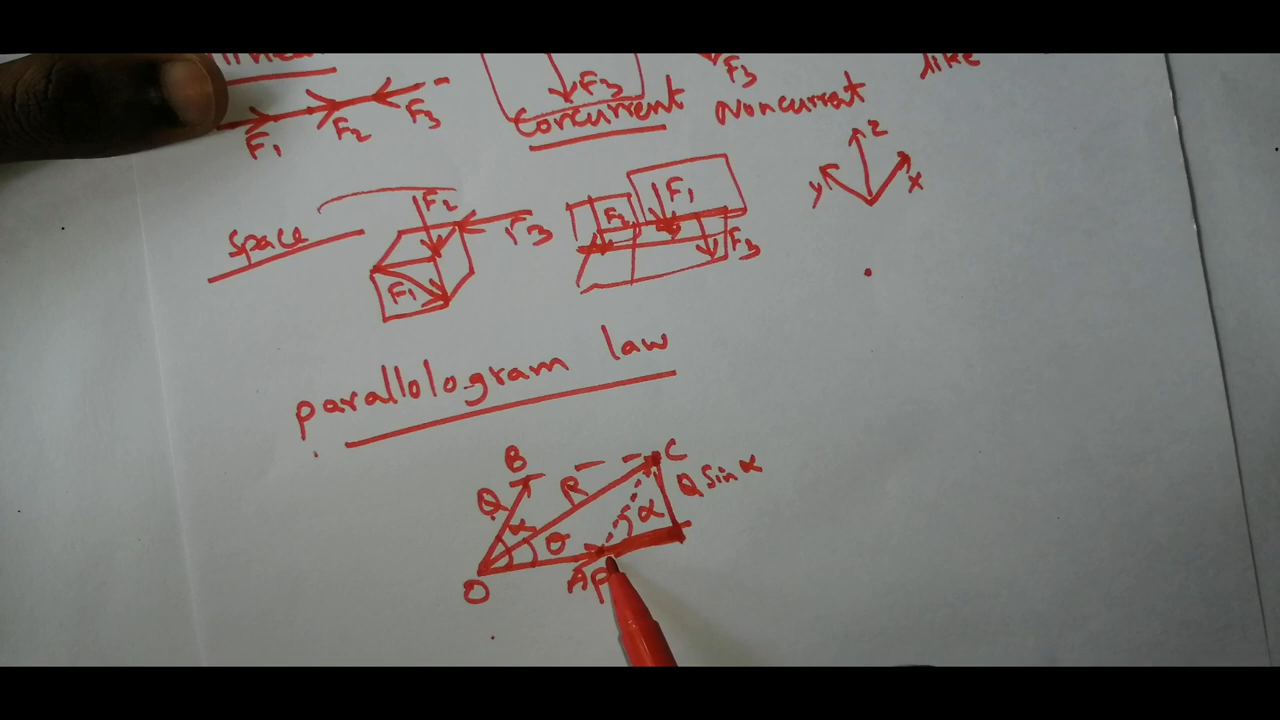 F3
F3
like
F1
F2
F3
Concurrent
Noncurrent
Space
F2
F3
F1
F1
F2
F3
Z
y
x
parallologram law
B
C
Q
R
Q sin α
α
α
θ
O
A
P